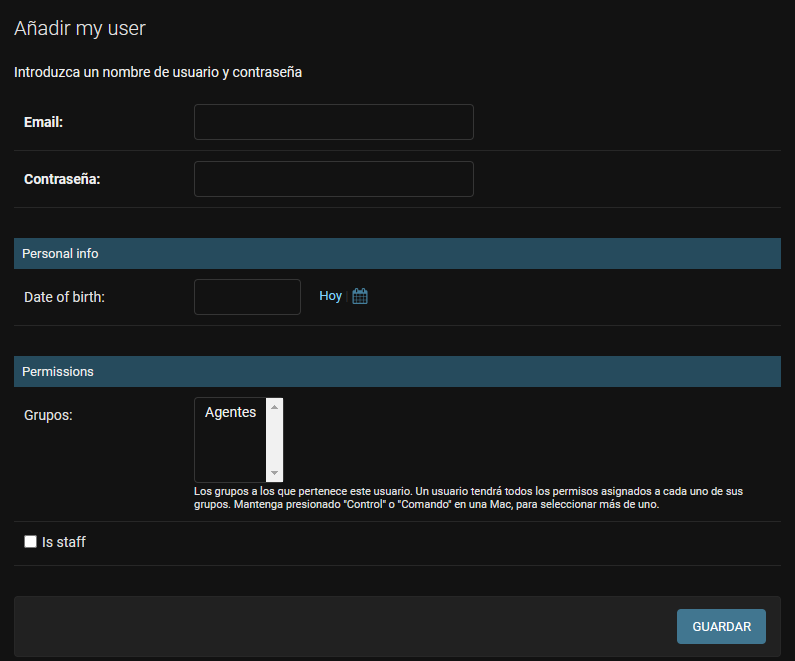 Añadir my user
Introduzca un nombre de usuario y contraseña
Email:
Contraseña:
Personal info
Date of birth:
Hoy |
Permissions
Grupos:
Agentes
Los grupos a los que pertenece este usuario. Un usuario tendrá todos los permisos asignados a cada uno de sus
grupos. Mantenga presionado "Control" o "Comando" en una Mac, para seleccionar más de uno.
Is staff
GUARDAR